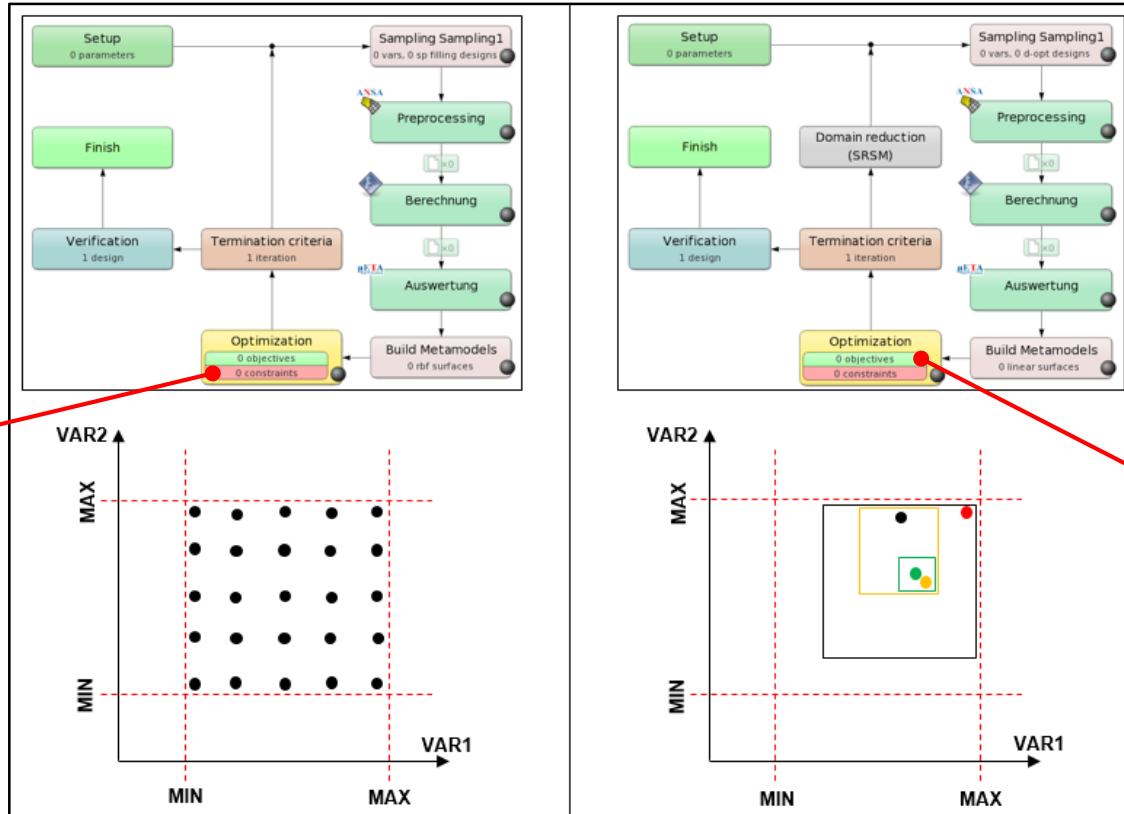 Setup
0 parameters
Sampling Sampling1
0 vars, 0 sp filling designs
ANSA
Preprocessing
×0
Finish
Berechnung
Verification
1 design
Termination criteria
1 iteration
×0
µETA
Auswertung
Optimization
0 objectives
0 constraints
Build Metamodels
0 rbf surfaces
VAR2
MAX
MIN
VAR1
MIN
MAX
Setup
0 parameters
Sampling Sampling1
0 vars, 0 d-opt designs
ANSA
Preprocessing
×0
Finish
Domain reduction
(SRSM)
Berechnung
Verification
1 design
Termination criteria
1 iteration
×0
µETA
Auswertung
Optimization
0 objectives
0 constraints
Build Metamodels
0 linear surfaces
VAR2
MAX
MIN
VAR1
MIN
MAX